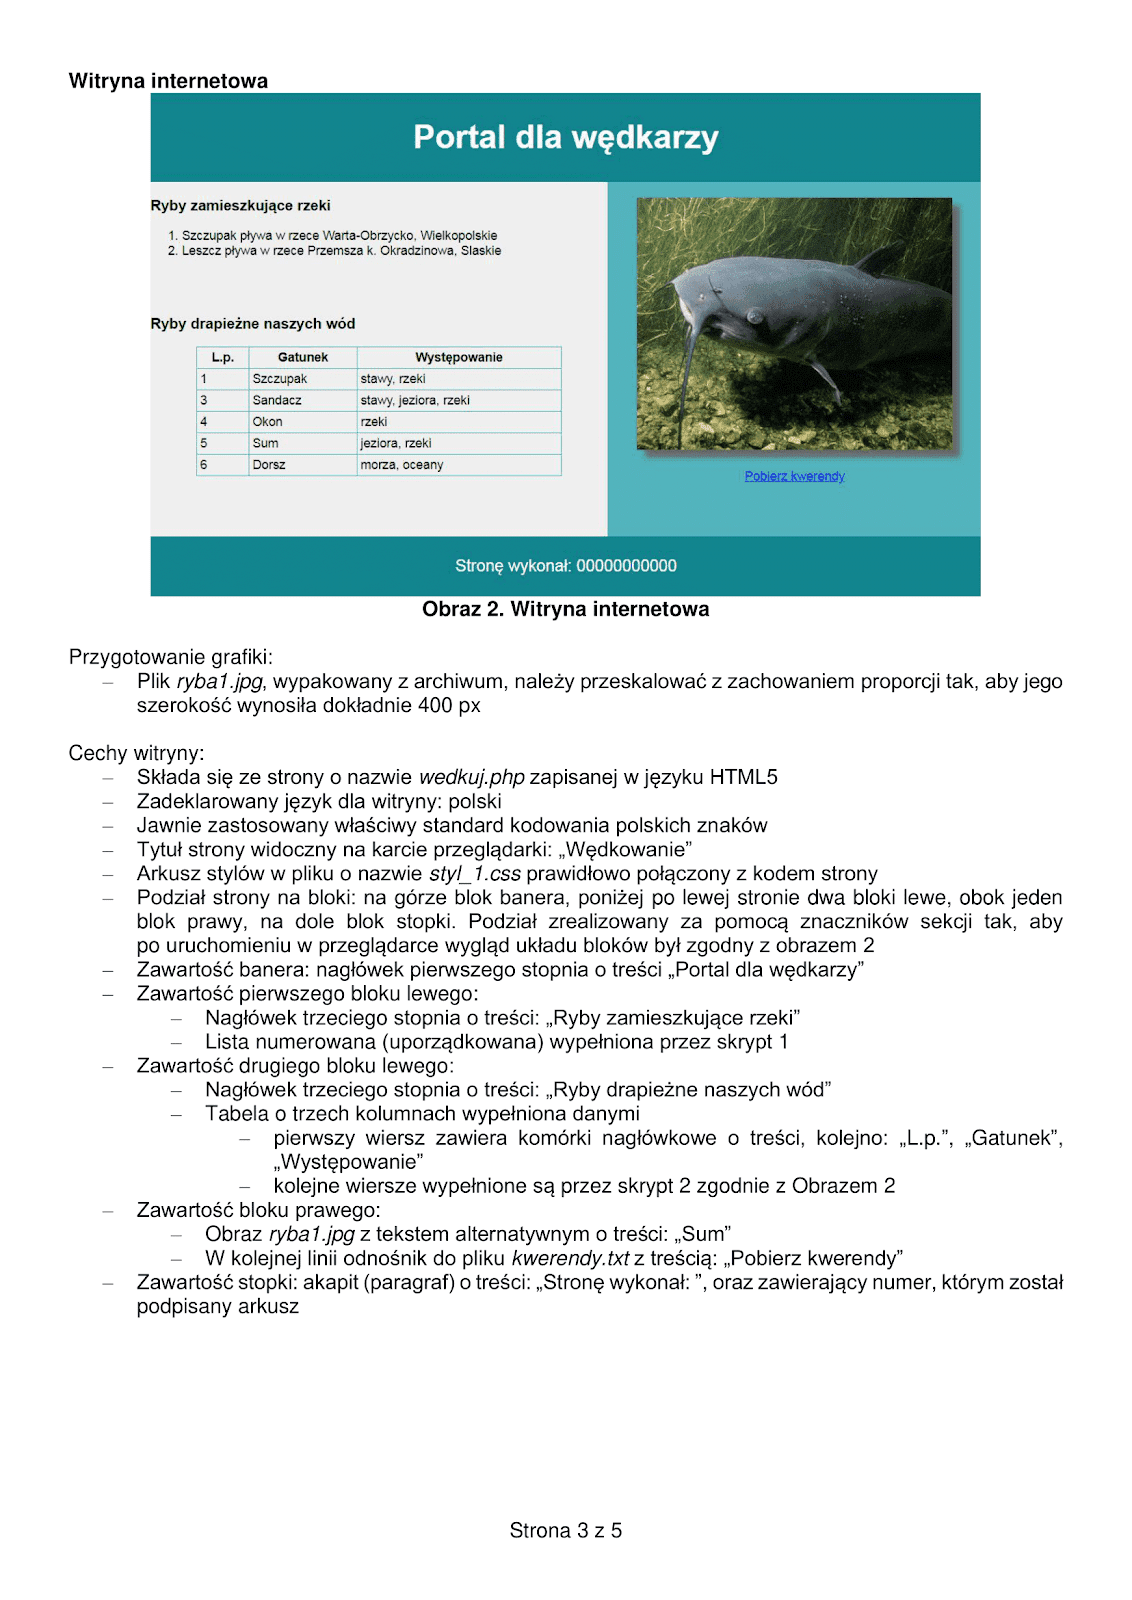 Witryna internetowa
Portal dla wędkarzy
Ryby zamieszkujące rzeki
1. Szczupak pływa w rzece Warta-Obrzycko, Wielkopolskie
2. Leszcz pływa w rzece Przemsza k. Okradzinowa, Slaskie
Ryby drapieżne naszych wód
L.p. Gatunek Występowanie
1 Szczupak stawy, rzeki
3 Sandacz stawy, jeziora, rzeki
4 Okon rzeki
5 Sum jeziora, rzeki
6 Dorsz morza, oceany
Pobierz kwerendy
Stronę wykonał: 00000000000
Obraz 2. Witryna internetowa
Przygotowanie grafiki:
– Plik ryba1.jpg, wypakowany z archiwum, należy przeskalować z zachowaniem proporcji tak, aby jego
szerokość wynosiła dokładnie 400 px
Cechy witryny:
– Składa się ze strony o nazwie wedkuj.php zapisanej w języku HTML5
– Zadeklarowany język dla witryny: polski
– Jawnie zastosowany właściwy standard kodowania polskich znaków
– Tytuł strony widoczny na karcie przeglądarki: „Wędkowanie”
– Arkusz stylów w pliku o nazwie styl_1.css prawidłowo połączony z kodem strony
– Podział strony na bloki: na górze blok banera, poniżej po lewej stronie dwa bloki lewe, obok jeden
blok prawy, na dole blok stopki. Podział zrealizowany za pomocą znaczników sekcji tak, aby
po uruchomieniu w przeglądarce wygląd układu bloków był zgodny z obrazem 2
– Zawartość banera: nagłówek pierwszego stopnia o treści „Portal dla wędkarzy”
– Zawartość pierwszego bloku lewego:
– Nagłówek trzeciego stopnia o treści: „Ryby zamieszkujące rzeki”
– Lista numerowana (uporządkowana) wypełniona przez skrypt 1
– Zawartość drugiego bloku lewego:
– Nagłówek trzeciego stopnia o treści: „Ryby drapieżne naszych wód”
– Tabela o trzech kolumnach wypełniona danymi
– pierwszy wiersz zawiera komórki nagłówkowe o treści, kolejno: „L.p.”, „Gatunek”,
„Występowanie”
– kolejne wiersze wypełnione są przez skrypt 2 zgodnie z Obrazem 2
– Zawartość bloku prawego:
– Obraz ryba1.jpg z tekstem alternatywnym o treści: „Sum”
– W kolejnej linii odnośnik do pliku kwerendy.txt z treścią: „Pobierz kwerendy”
– Zawartość stopki: akapit (paragraf) o treści: „Stronę wykonał: ”, oraz zawierający numer, którym został
podpisany arkusz
Strona 3 z 5